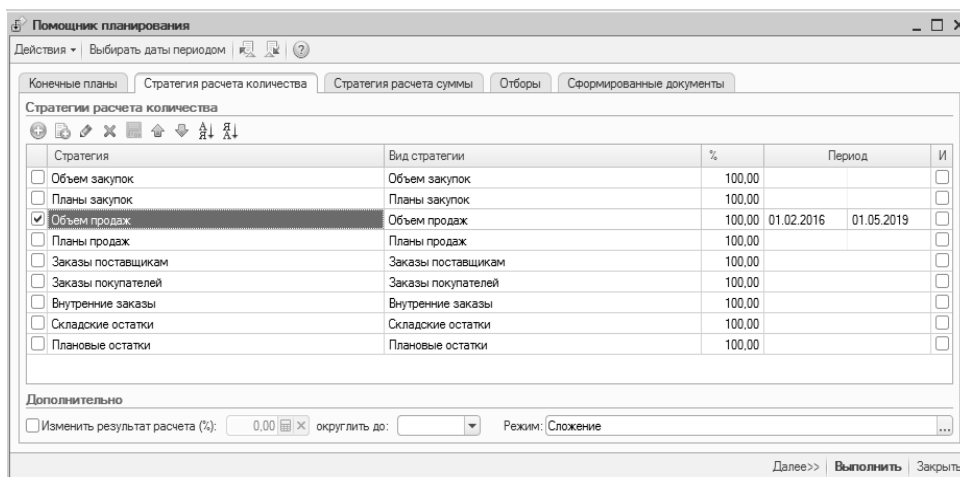 Помощник планирования
Действия Выбирать даты периодом
Конечные планы Стратегия расчета количества Стратегия расчета суммы Отборы Сформированные документы
Стратегии расчета количества
Стратегия Вид стратегии % Период И
Объем закупок Объем закупок 100,00
Планы закупок Планы закупок 100,00
Объем продаж Объем продаж 100,00 01.02.2016 01.05.2019
Планы продаж Планы продаж 100,00
Заказы поставщикам Заказы поставщикам 100,00
Заказы покупателей Заказы покупателей 100,00
Внутренние заказы Внутренние заказы 100,00
Складские остатки Складские остатки 100,00
Плановые остатки Плановые остатки 100,00
Дополнительно
Изменить результат расчета (%): 0,00 округлить до: Режим: Сложение ...
Далее>> Выполнить Закрыть